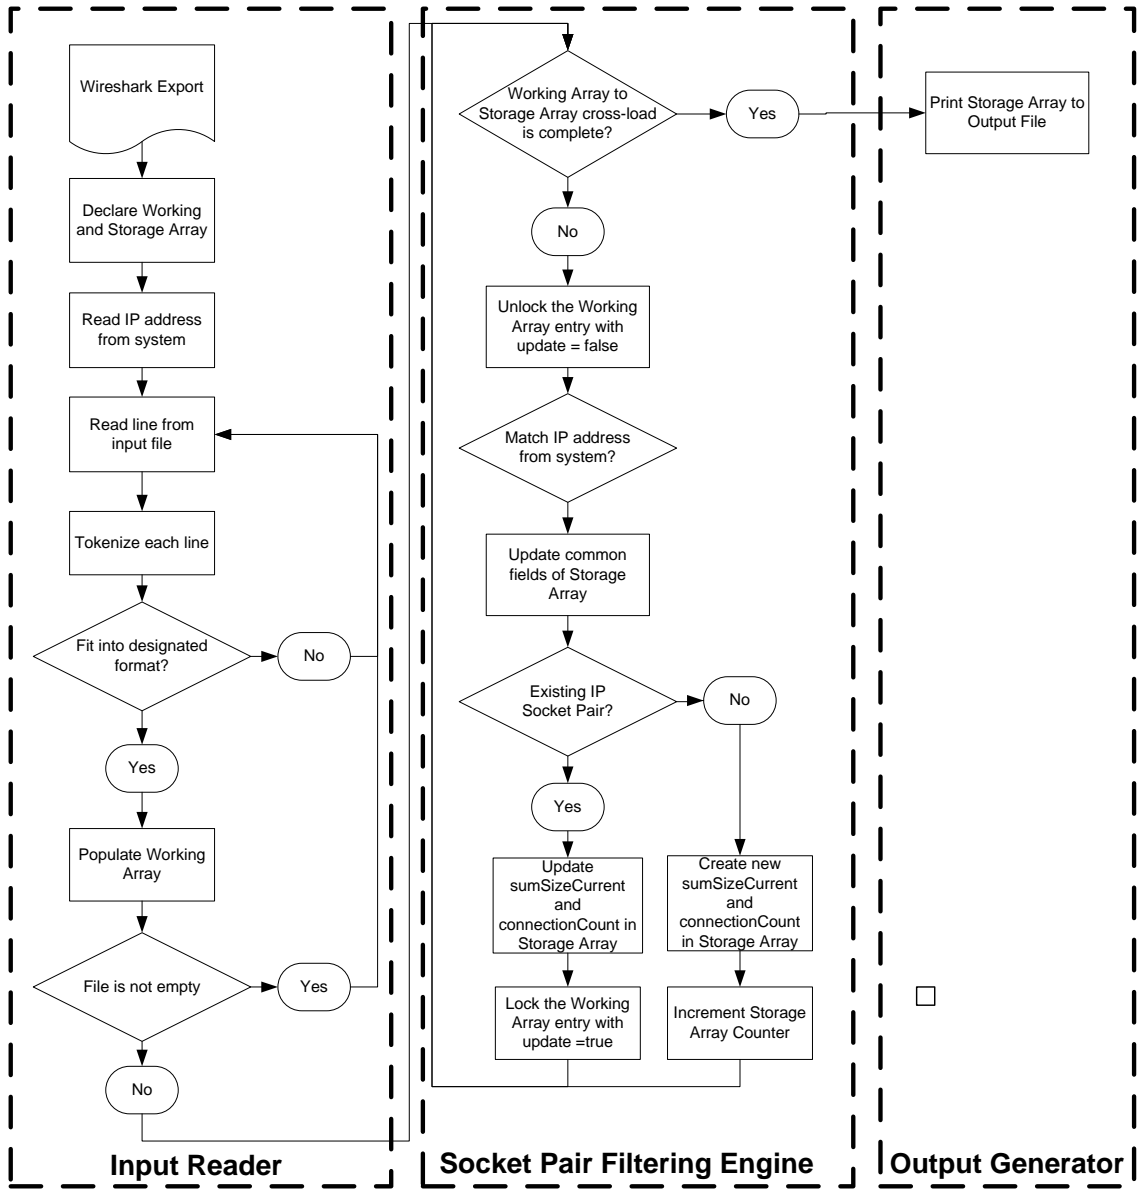 Wireshark Export
Declare Working
and Storage Array
Read IP address
from system
Read line from
input file
Tokenize each line
Fit into designated
format?
No
Yes
Populate Working
Array
File is not empty
Yes
No
Input Reader
Working Array to
Storage Array cross-load
is complete?
Yes
No
Unlock the Working
Array entry with
update = false
Match IP address
from system?
Update common
fields of Storage
Array
Existing IP
Socket Pair?
No
Yes
Update
sumSizeCurrent
and
connectionCount in
Storage Array
Create new
sumSizeCurrent
and
connectionCount
in Storage Array
Lock the Working
Array entry with
update =true
Increment Storage
Array Counter
Socket Pair Filtering Engine
Print Storage Array to
Output File
Output Generator